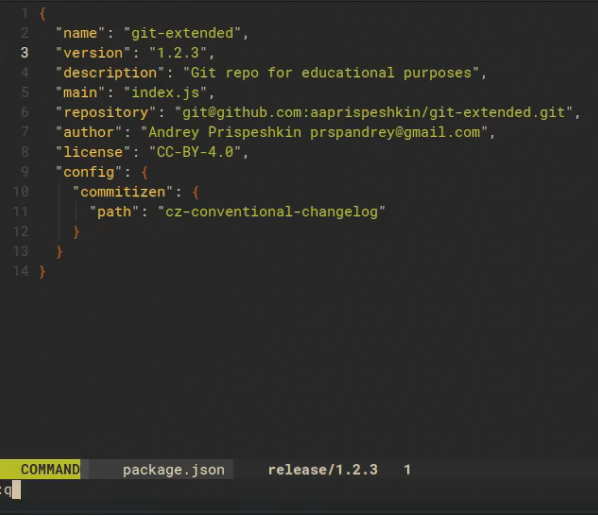 1 {
2 "name": "git-extended",
3 "version": "1.2.3",
4 "description": "Git repo for educational purposes",
5 "main": "index.js",
6 "repository": "git@github.com:aaprispeshkin/git-extended.git",
7 "author": "Andrey Prispeshkin prspandrey@gmail.com",
8 "license": "CC-BY-4.0",
9 "config": {
10 "commitizen": {
11 "path": "cz-conventional-changelog"
12 }
13 }
14 }
COMMAND package.json release/1.2.3 1
:q